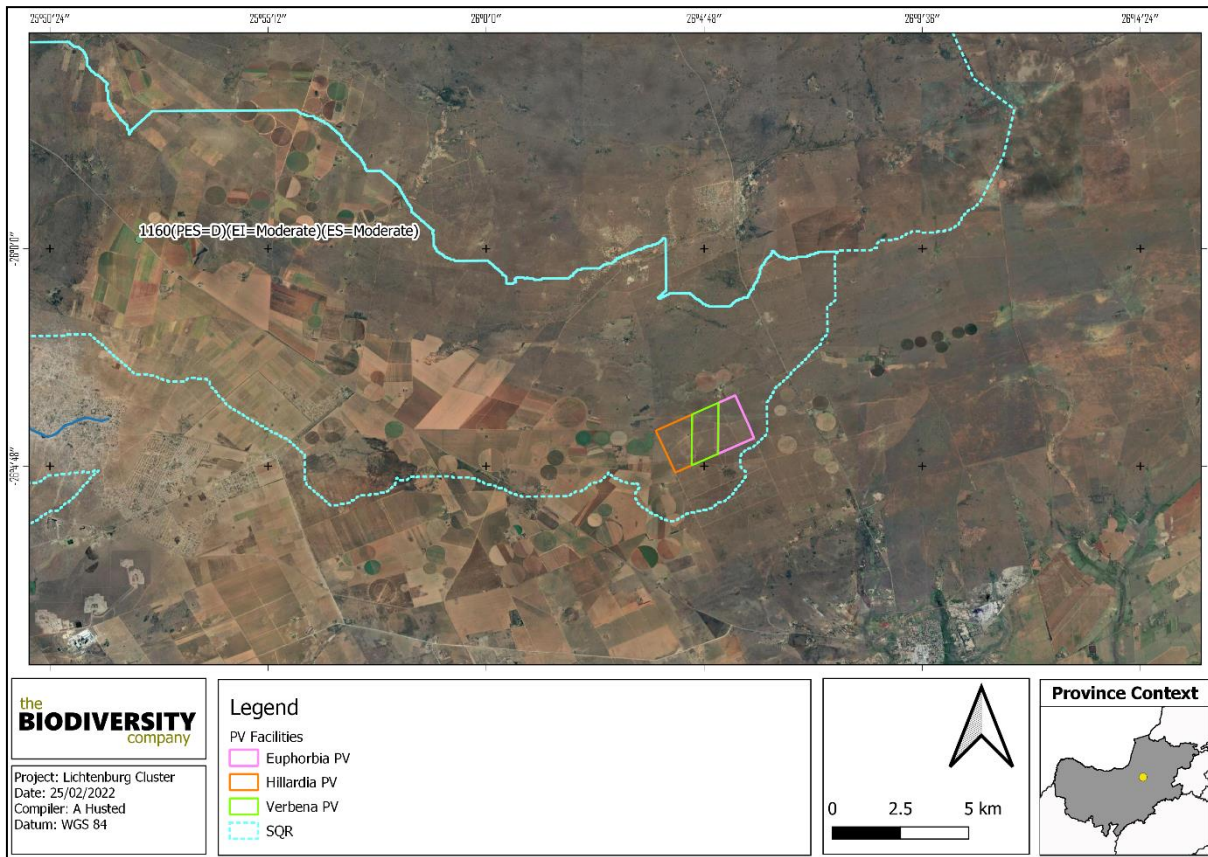 25°50'24" 25°55'12" 26°0'0" 26°4'48" 26°9'36" 26°14'24"
-26°0'0"
1160(PES=D)(EI=Moderate)(ES=Moderate)
-26°4'48"
the
BIODIVERSITY
company
Project: Lichtenburg Cluster
Date: 25/02/2022
Compiler: A Husted
Datum: WGS 84
Legend
PV Facilities
Euphorbia PV
Hillardia PV
Verbena PV
SQR
0 2.5 5 km
Province Context